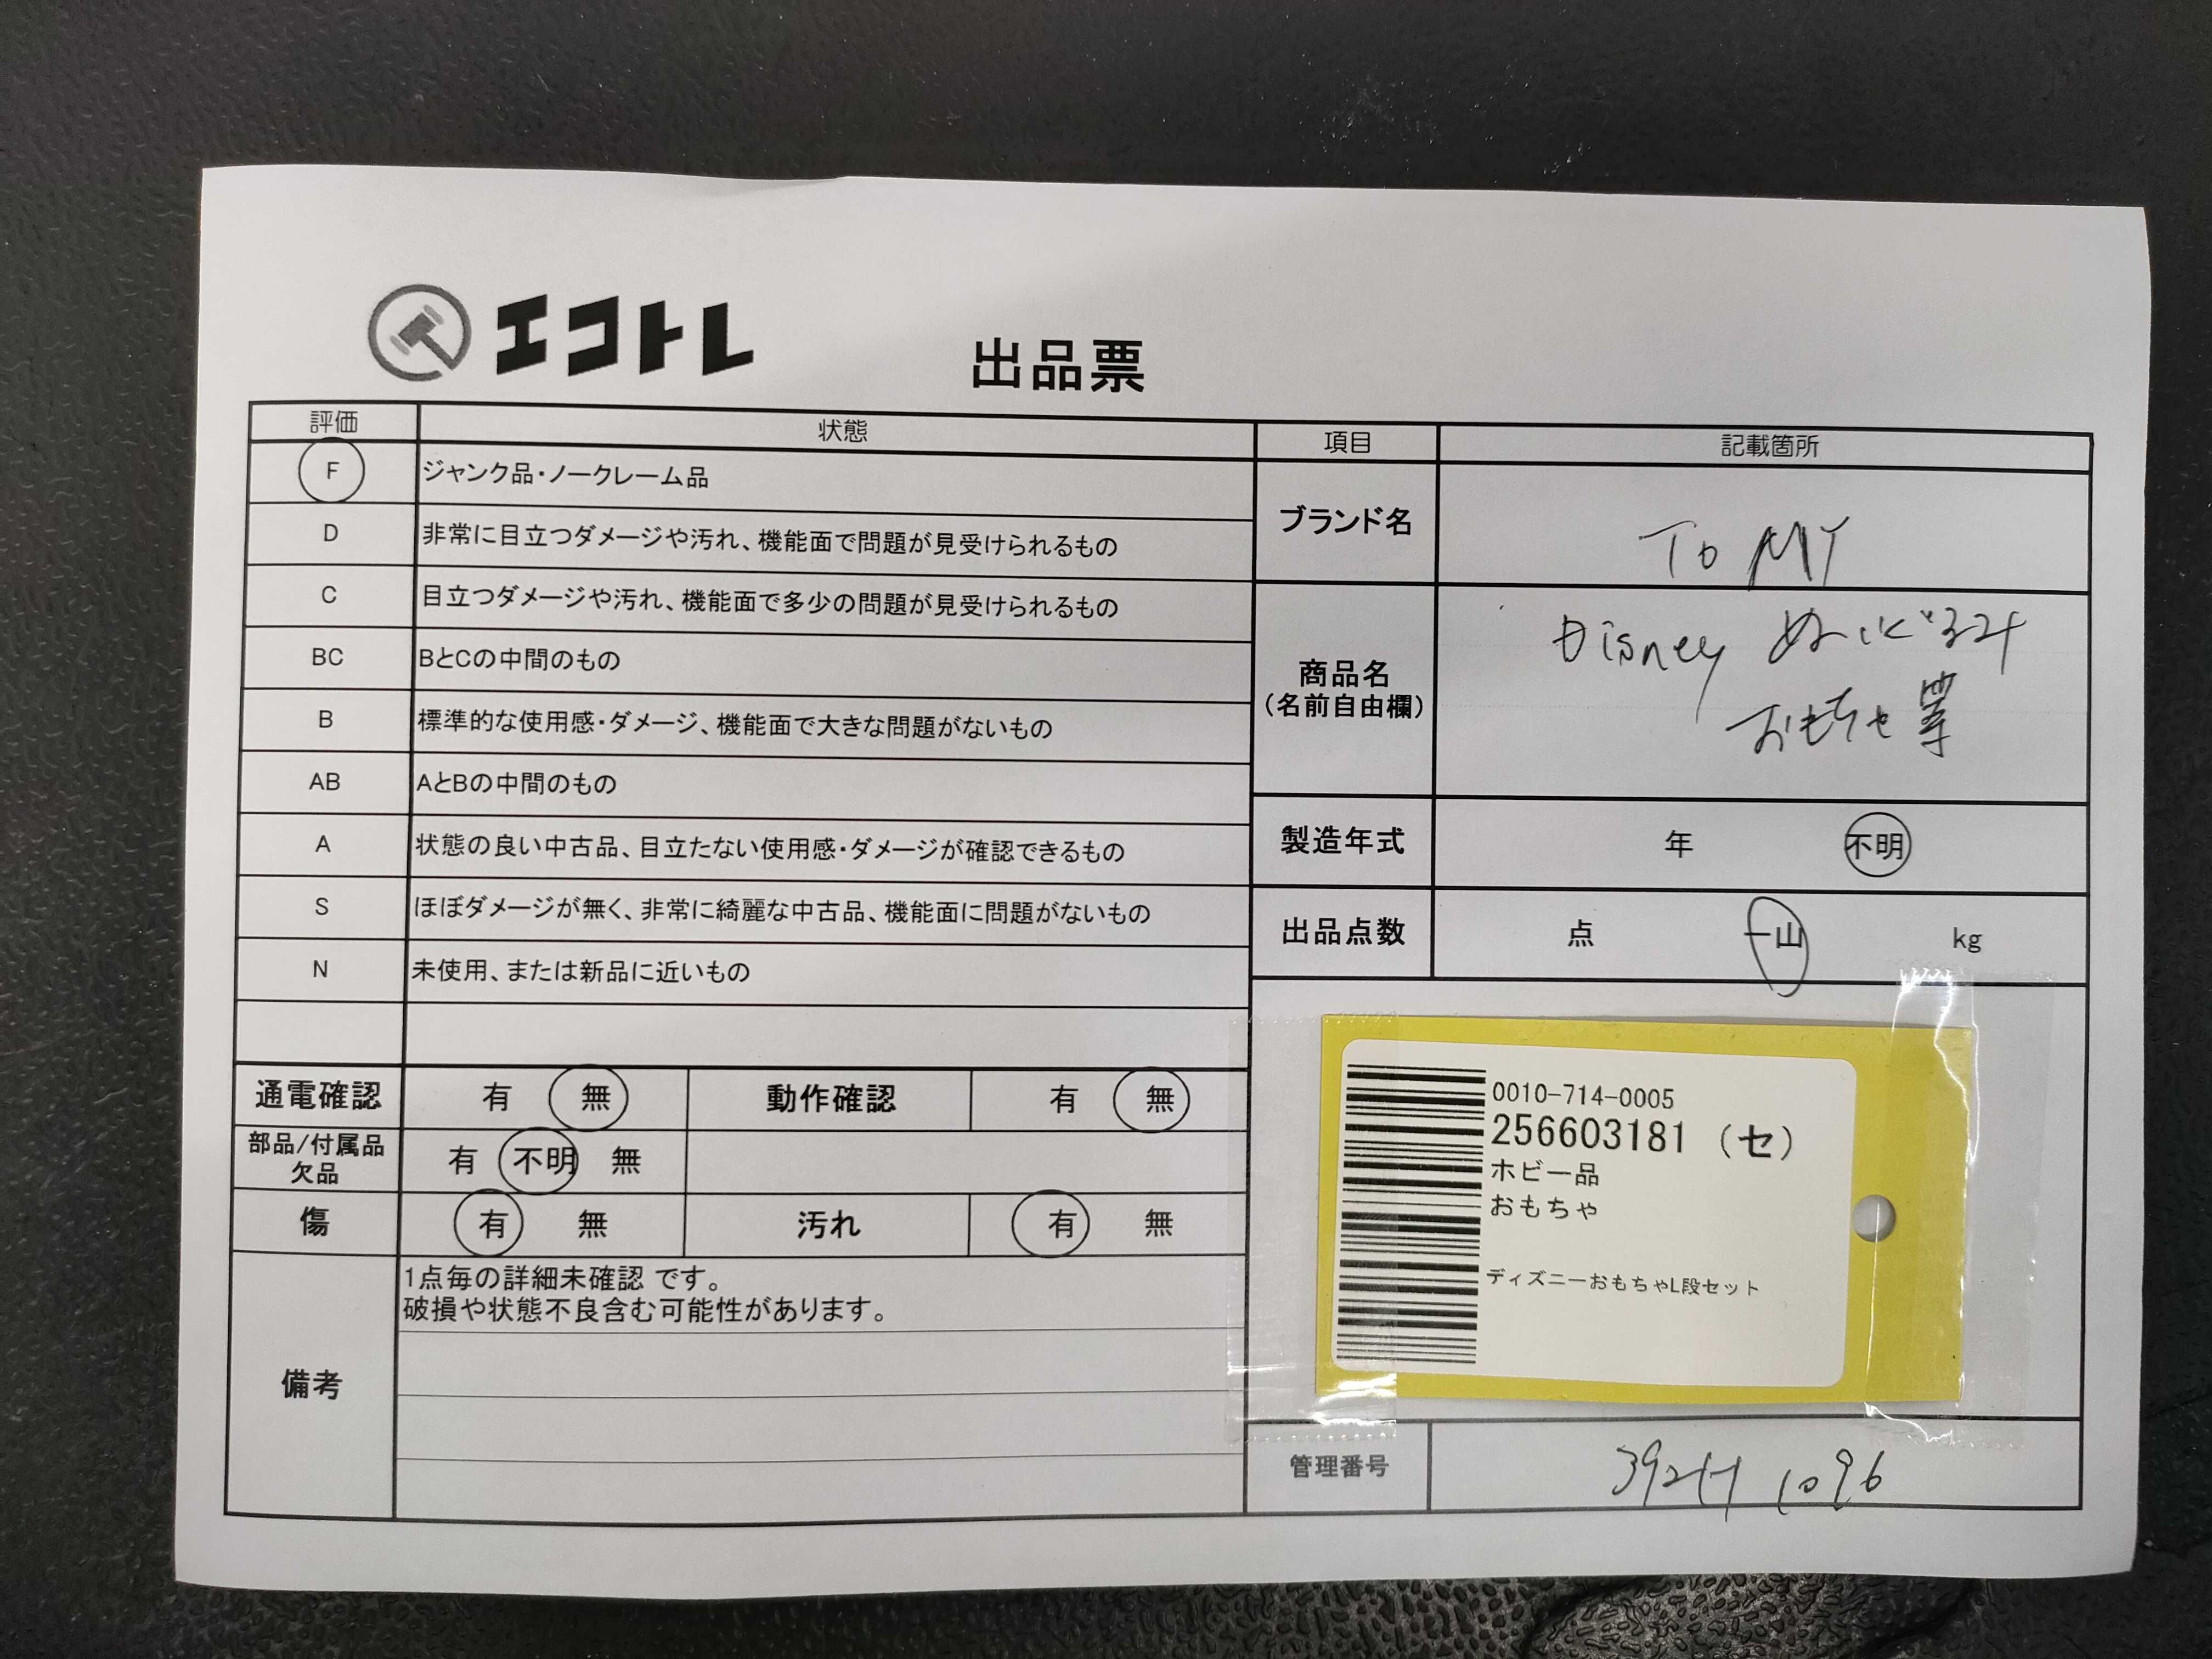 エコトレ
出品票
評価 状態
F ジャンク品・ノークレーム品
D 非常に目立つダメージや汚れ、機能面で問題が見受けられるもの
C 目立つダメージや汚れ、機能面で多少の問題が見受けられるもの
BC BとCの中間のもの
B 標準的な使用感・ダメージ、機能面で大きな問題がないもの
AB AとBの中間のもの
A 状態の良い中古品、目立たない使用感・ダメージが確認できるもの
S ほぼダメージが無く、非常に綺麗な中古品、機能面に問題がないもの
N 未使用、または新品に近いもの
通電確認 有 無 動作確認 有 無
部品/付属品
欠品 有 不明 無
傷 有 無 汚れ 有 無
備考
1点毎の詳細未確認 です。
破損や状態不良含む可能性があります。
項目 記載箇所
ブランド名 TOMY
商品名
(名前自由欄)
Disney ぬいぐるみ
おもちゃ 等
製造年式 年 不明
出品点数 点 一山 kg
0010-714-0005
256603181 (セ)
ホビー品
おもちゃ
ディズニーおもちゃL段セット
管理番号 1096